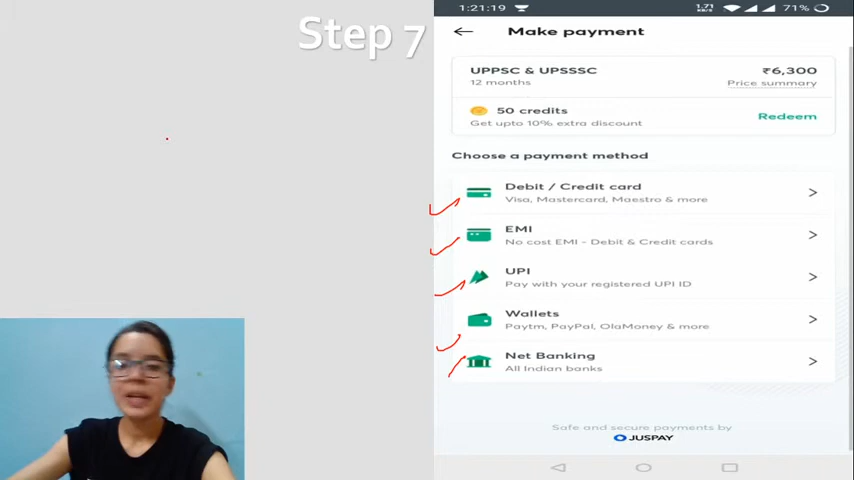 Step 7
1:21:19
1.71
KB/S
71%
Make payment
UPPSC & UPSSSC
₹6,300
12 months
Price summary
50 credits
Get upto 10% extra discount
Redeem
Choose a payment method
Debit / Credit card
Visa, Mastercard, Maestro & more
EMI
No cost EMI - Debit & Credit cards
UPI
Pay with your registered UPI ID
Wallets
Paytm, PayPal, OlaMoney & more
Net Banking
All Indian banks
Safe and secure payments by
JUSPAY